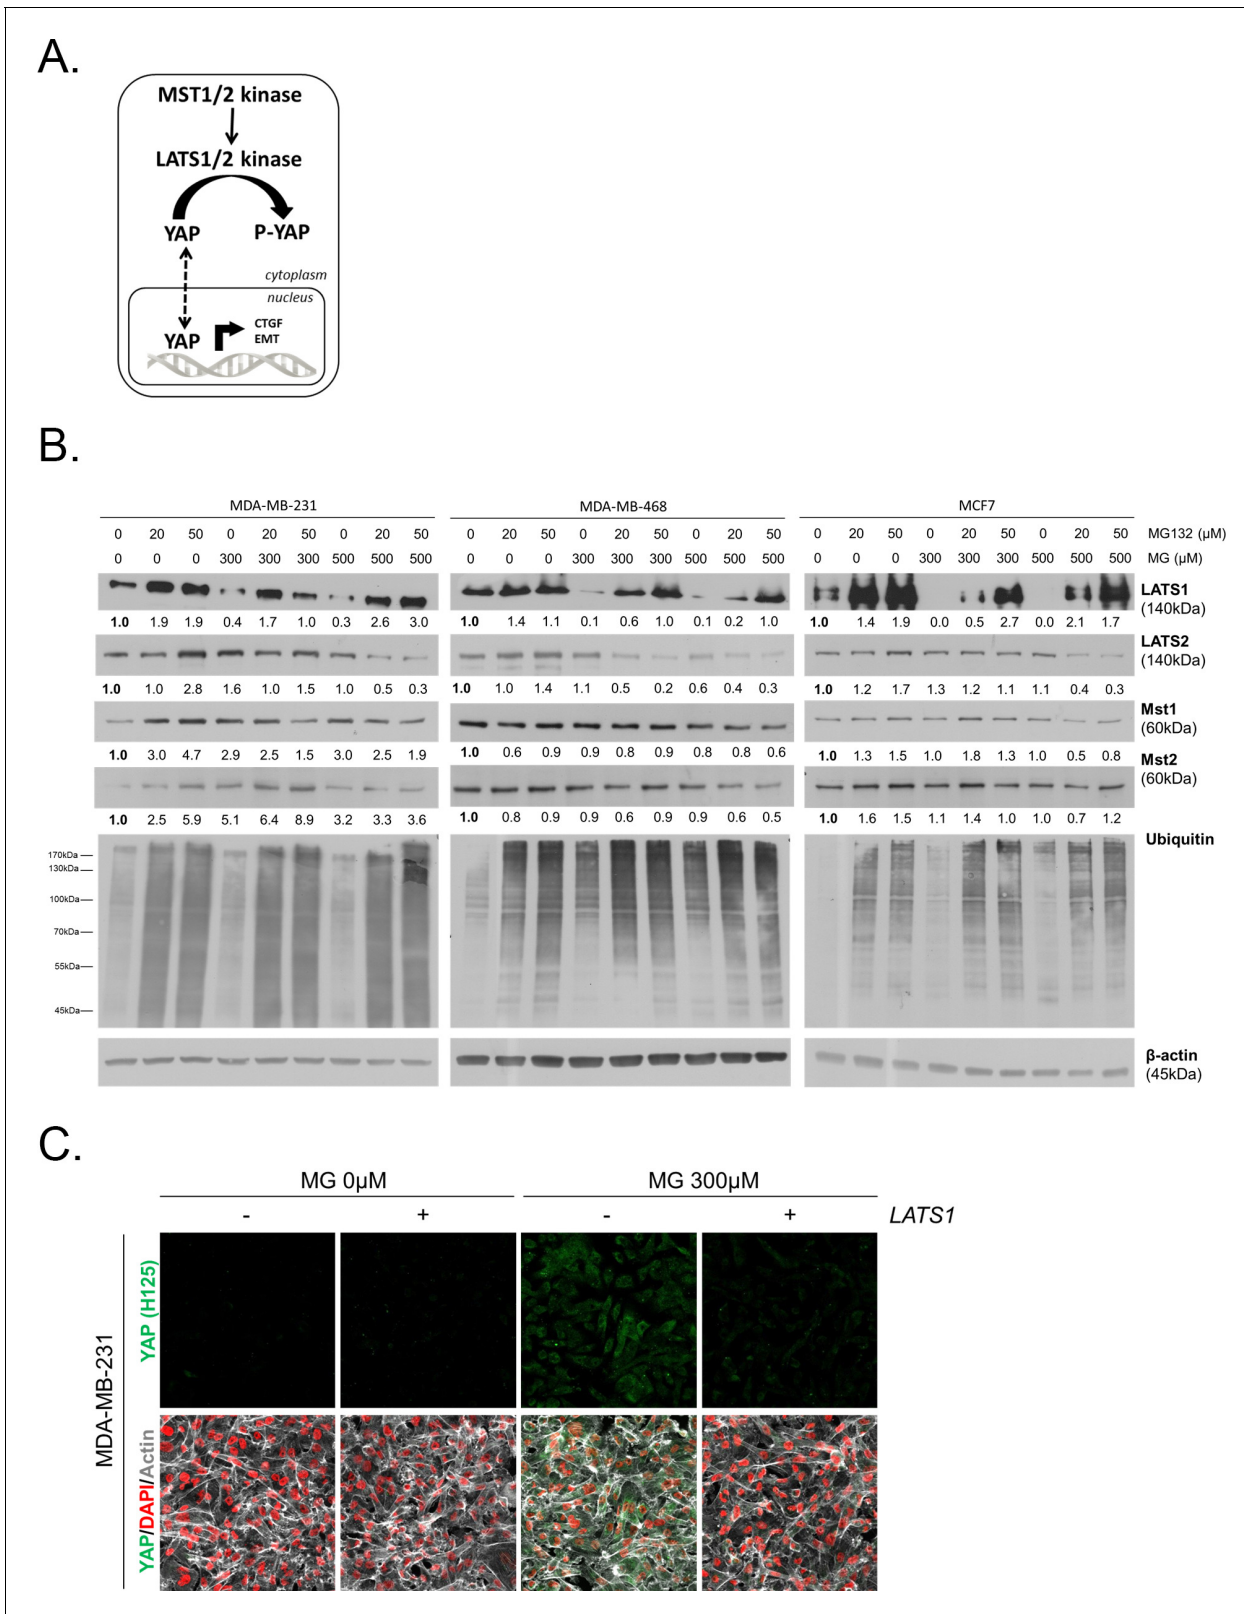 A.
MST1/2 kinase
LATS1/2 kinase
YAP P-YAP
cytoplasm
nucleus
YAP
CTGF
EMT
B.
MDA-MB-231 MDA-MB-468 MCF7
0 20 50 0 20 50 0 20 50 0 20 50 0 20 50 0 20 50 0 20 50 0 20 50 0 20 50 MG132 (µM)
0 0 0 300 300 300 500 500 500 0 0 0 300 300 300 500 500 500 0 0 0 300 300 300 500 500 500 MG (µM)
LATS1
(140kDa)
1.0 1.9 1.9 0.4 1.7 1.0 0.3 2.6 3.0 1.0 1.4 1.1 0.1 0.6 1.0 0.1 0.2 1.0 1.0 1.4 1.9 0.0 0.5 2.7 0.0 2.1 1.7
LATS2
(140kDa)
1.0 1.0 2.8 1.6 1.0 1.5 1.0 0.5 0.3 1.0 1.0 1.4 1.1 0.5 0.2 0.6 0.4 0.3 1.0 1.2 1.7 1.3 1.2 1.1 1.1 0.4 0.3
Mst1
(60kDa)
1.0 3.0 4.7 2.9 2.5 1.5 3.0 2.5 1.9 1.0 0.6 0.9 0.9 0.8 0.9 0.8 0.8 0.6 1.0 1.3 1.5 1.0 1.8 1.3 1.0 0.5 0.8
Mst2
(60kDa)
1.0 2.5 5.9 5.1 6.4 8.9 3.2 3.3 3.6 1.0 0.8 0.9 0.9 0.6 0.9 0.9 0.6 0.5 1.0 1.6 1.5 1.1 1.4 1.0 1.0 0.7 1.2
Ubiquitin
170kDa
130kDa
100kDa
70kDa
55kDa
45kDa
β-actin
(45kDa)
C.
MG 0µM MG 300µM
- + - + LATS1
MDA-MB-231
YAP (H125)
YAP/DAPI/Actin